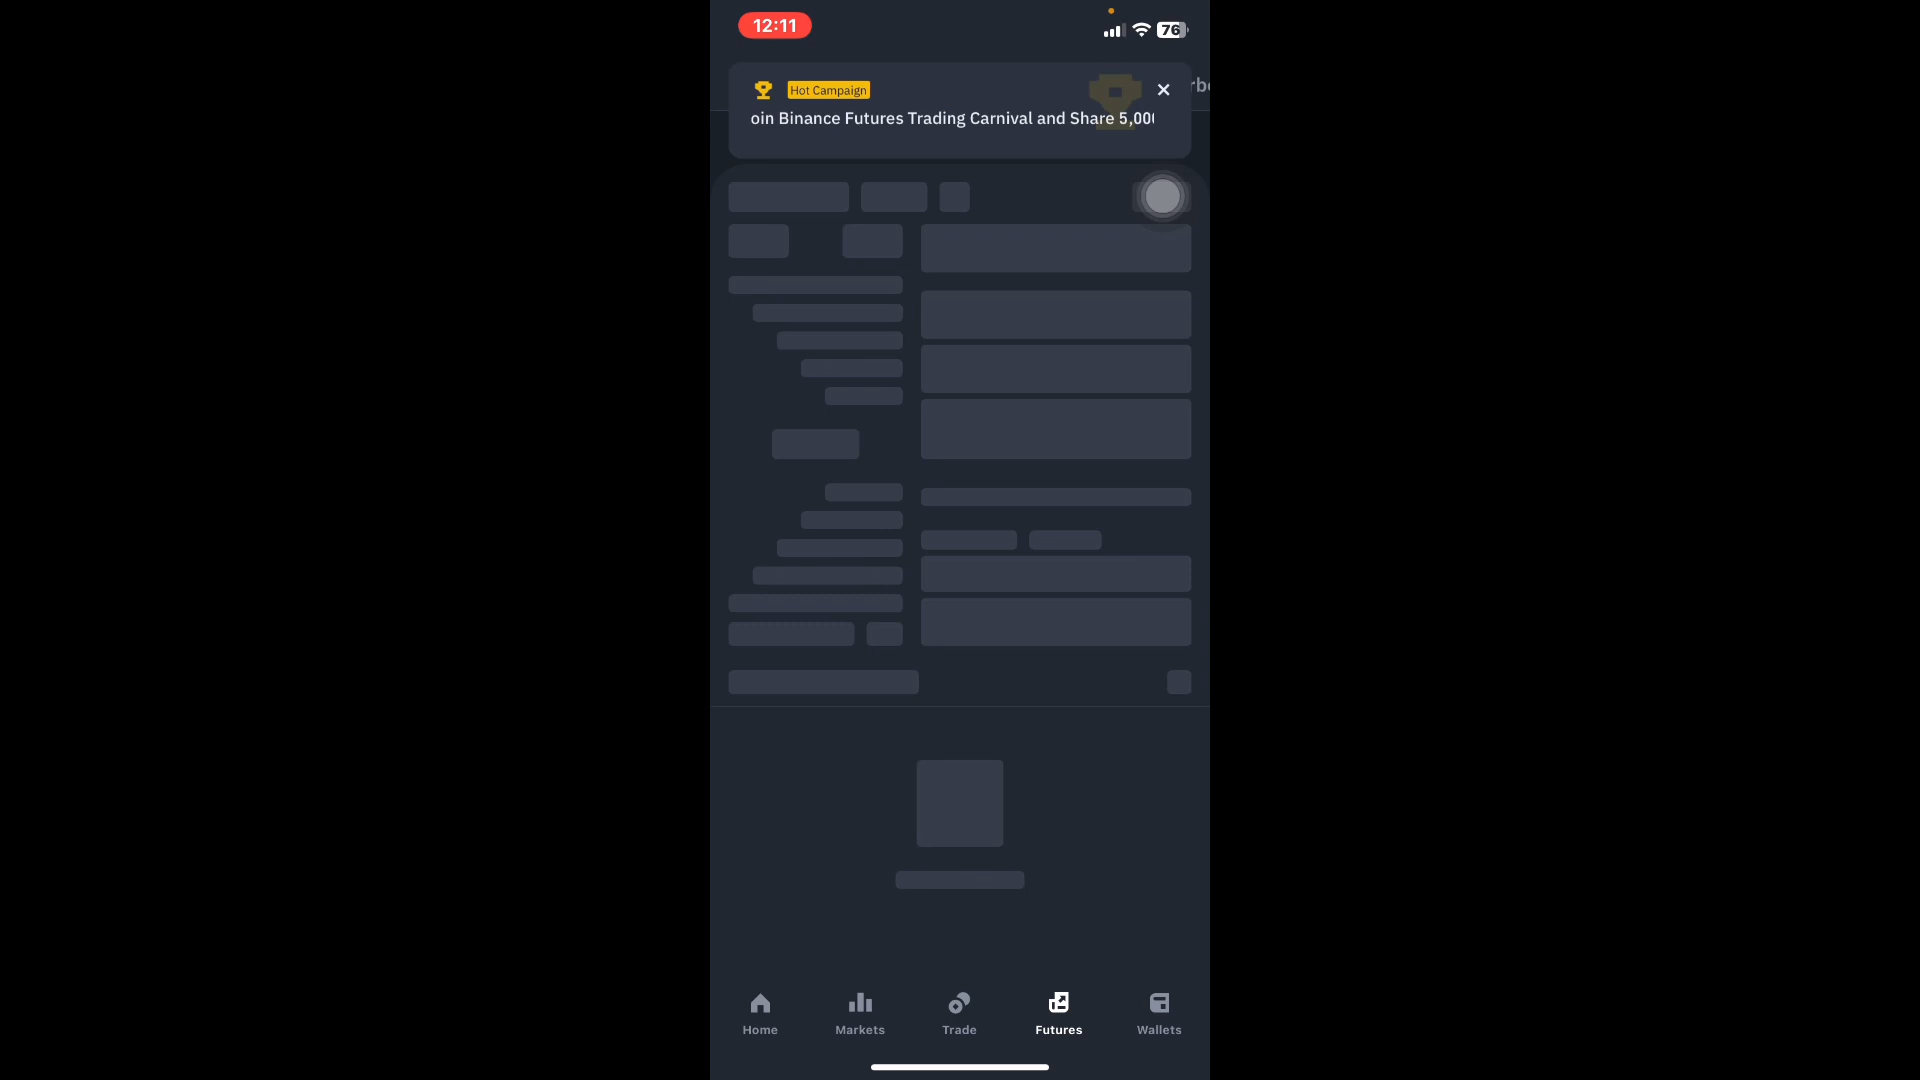 12:11
76
Hot Campaign
oin Binance Futures Trading Carnival and Share 5,00
Home
Markets
Trade
Futures
Wallets